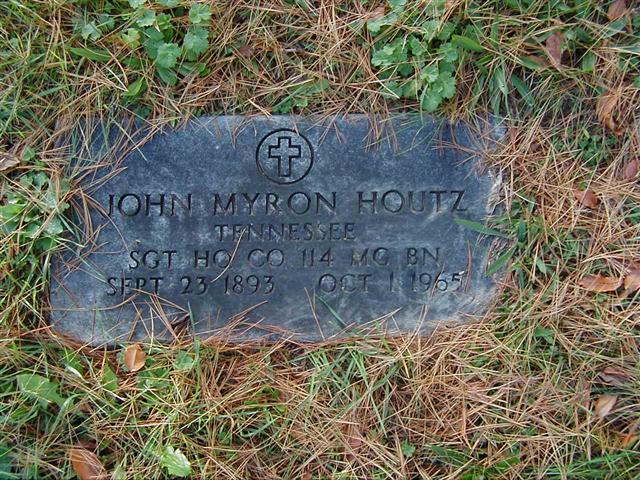 JOHN MYRON HOUTZ
TENNESSEE
SGT HQ CO 114 MG BN
SEPT 23 1893 OCT 1 1965